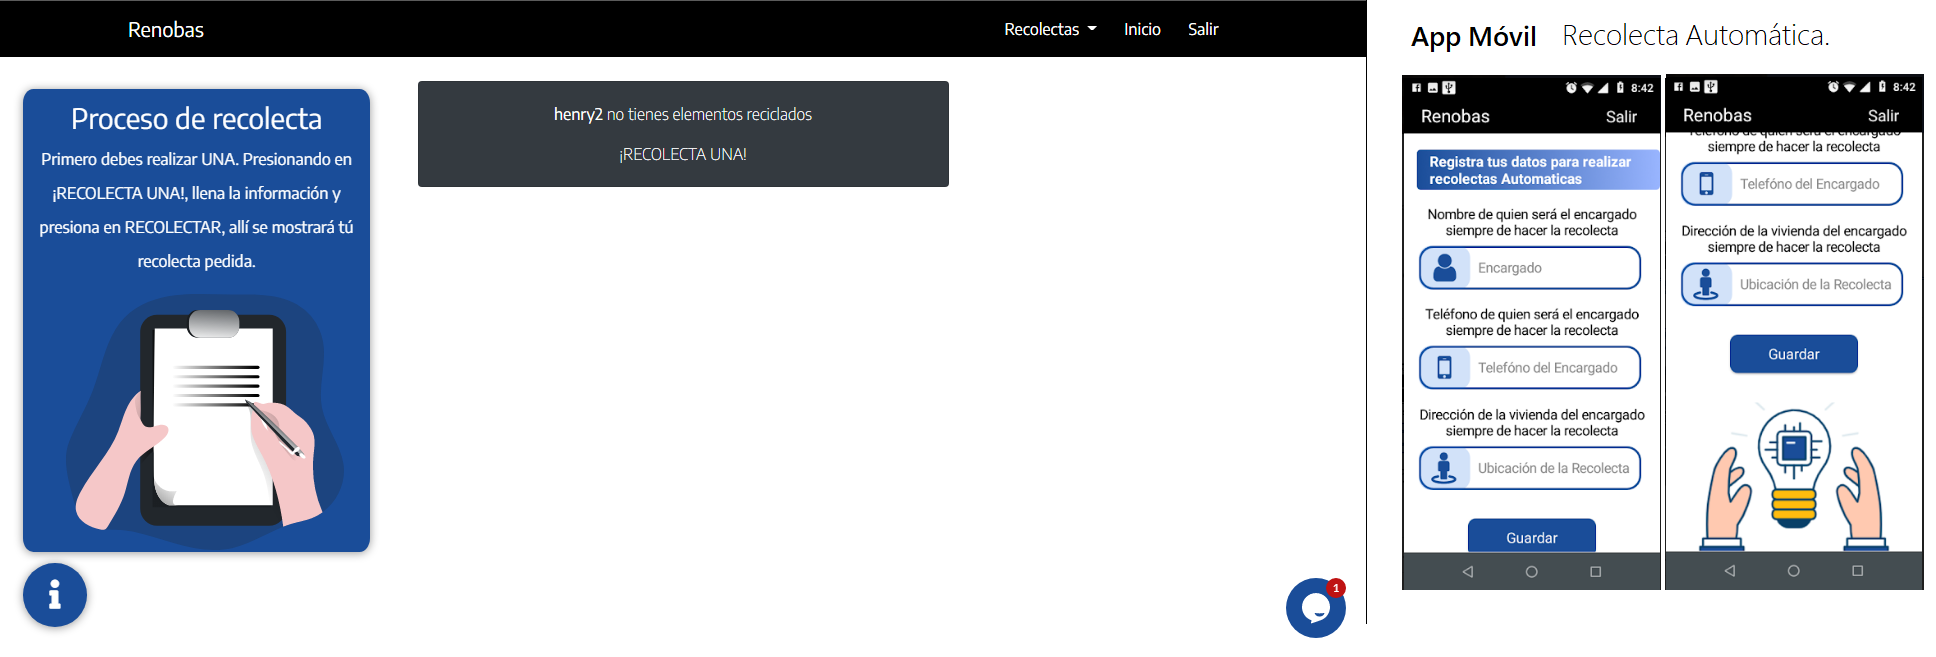 Renobas
Recolectas
Inicio
Salir
Proceso de recolecta
Primero debes realizar UNA. Presionando en
¡RECOLECTA UNA!, llena la información y
presiona en RECOLECTAR, allí se mostrará tú
recolecta pedida.
henry2 no tienes elementos reciclados
¡RECOLECTA UNA!
1
App Móvil Recolecta Automática.
8:42
Renobas
Salir
Registra tus datos para realizar
recolectas Automaticas
Nombre de quien será el encargado
siempre de hacer la recolecta
Encargado
Teléfono de quien será el encargado
siempre de hacer la recolecta
Telefóno del Encargado
Dirección de la vivienda del encargado
siempre de hacer la recolecta
Ubicación de la Recolecta
Guardar
8:42
Renobas
Salir
Teléfono de quien será el encargado
siempre de hacer la recolecta
Telefóno del Encargado
Dirección de la vivienda del encargado
siempre de hacer la recolecta
Ubicación de la Recolecta
Guardar